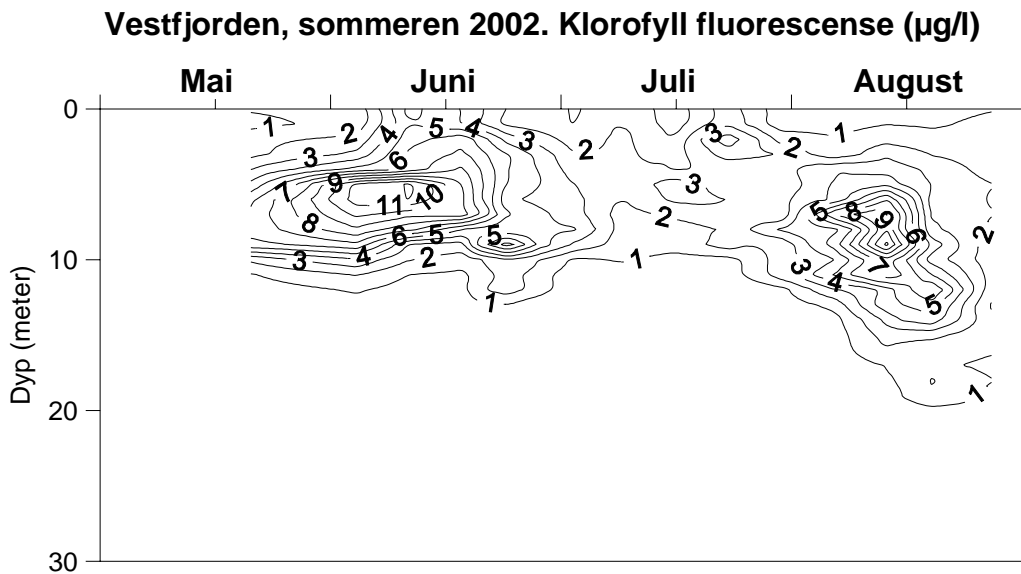 Vestfjorden, sommeren 2002. Klorofyll fluorescense (µg/l)
Mai Juni Juli August
0
1 2 4 5 4 3 2 3 2 1
3 6
7 9 11 10 3 5 8 9
8 6 5 5 2 6 2
3 4 2 1 3 4 7
1 5
10
20
30
1
Dyp (meter)